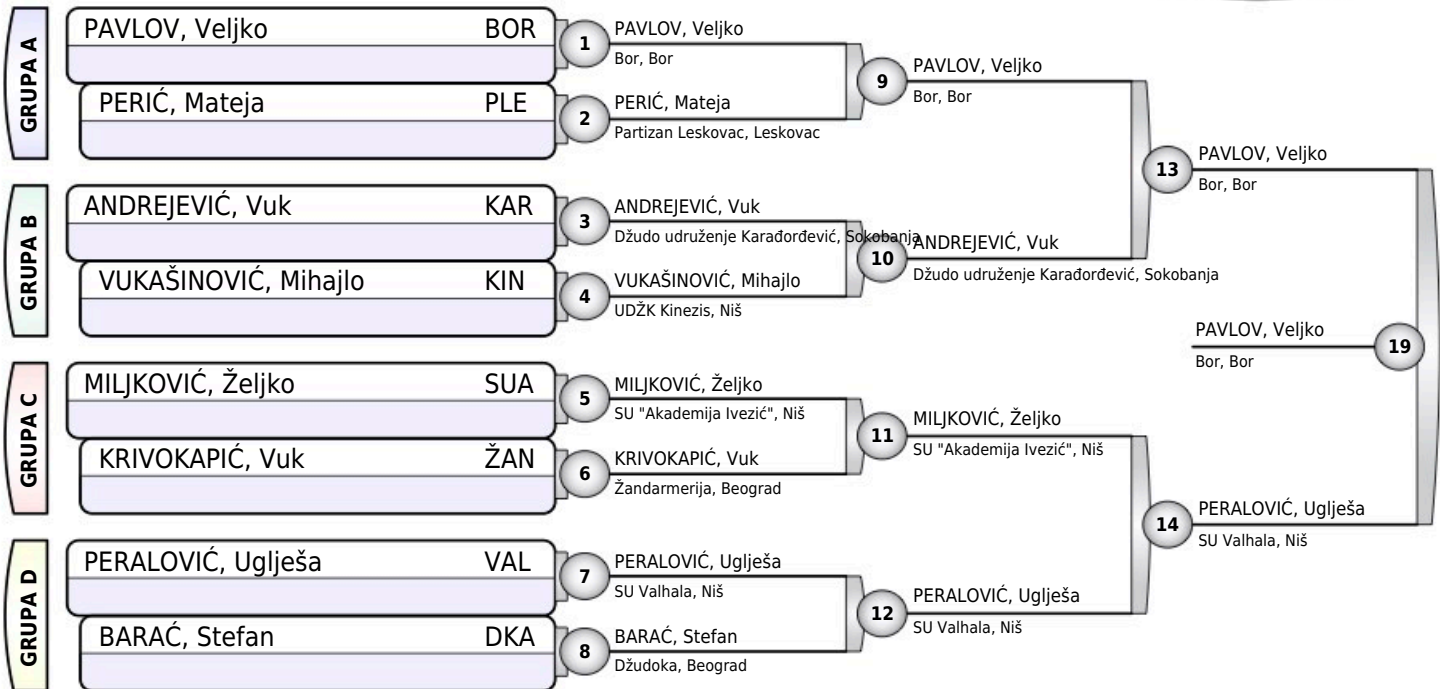 GRUPA A
PAVLOV, Veljko BOR
PERIĆ, Mateja PLE
1
PAVLOV, Veljko
Bor, Bor
2
PERIĆ, Mateja
Partizan Leskovac, Leskovac
9
PAVLOV, Veljko
Bor, Bor
GRUPA B
ANDREJEVIĆ, Vuk KAR
VUKAŠINOVIĆ, Mihajlo KIN
3
ANDREJEVIĆ, Vuk
Džudo udruženje Karađorđević, Sokobanja
4
VUKAŠINOVIĆ, Mihajlo
UDŽK Kinezis, Niš
10
ANDREJEVIĆ, Vuk
Džudo udruženje Karađorđević, Sokobanja
13
PAVLOV, Veljko
Bor, Bor
GRUPA C
MILJKOVIĆ, Željko SUA
KRIVOKAPIĆ, Vuk ŽAN
5
MILJKOVIĆ, Željko
SU "Akademija Ivezić", Niš
6
KRIVOKAPIĆ, Vuk
Žandarmerija, Beograd
11
MILJKOVIĆ, Željko
SU "Akademija Ivezić", Niš
GRUPA D
PERALOVIĆ, Uglješa VAL
BARAĆ, Stefan DKA
7
PERALOVIĆ, Uglješa
SU Valhala, Niš
8
BARAĆ, Stefan
Džudoka, Beograd
12
PERALOVIĆ, Uglješa
SU Valhala, Niš
14
PERALOVIĆ, Uglješa
SU Valhala, Niš
PAVLOV, Veljko
Bor, Bor
19